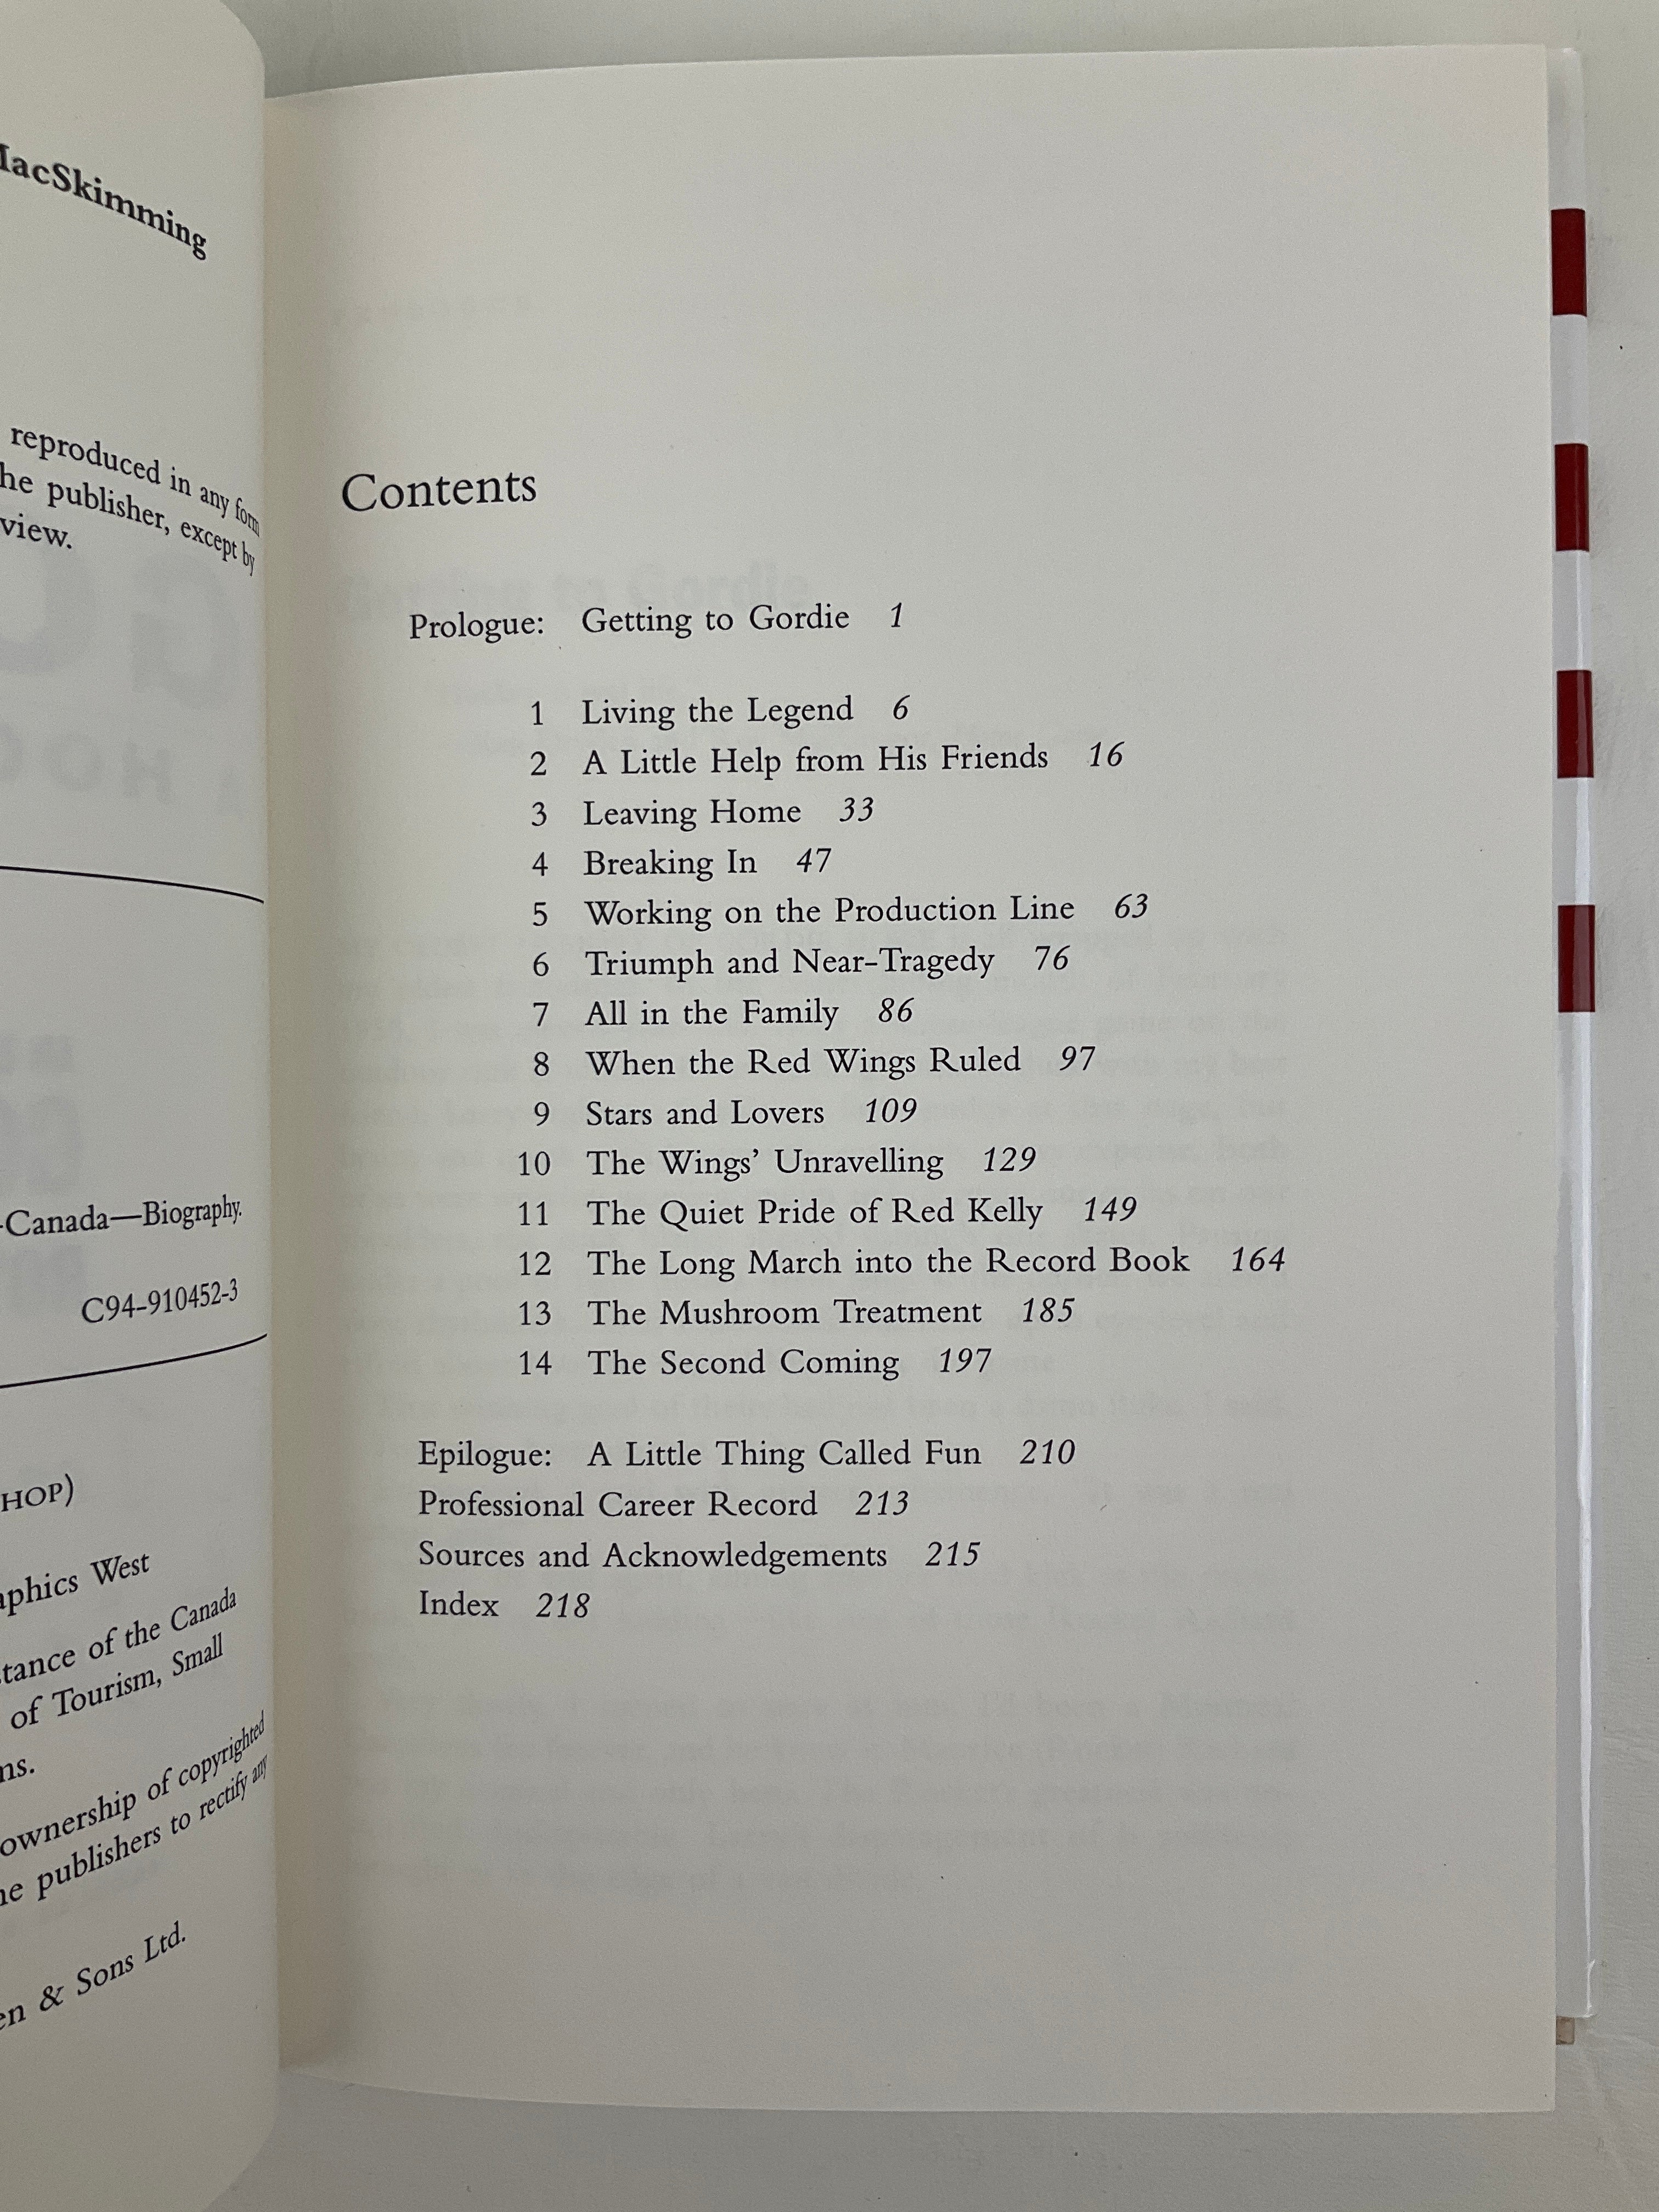 MacSkimming
reproduced in any form
he publisher, except by
view.
-Canada—Biography.
C94-910452-3
HOP)
aphics West
tance of the Canada
of Tourism, Small
ns.
ownership of copyrighted
he publishers to rectify any
en & Sons Ltd.
Contents
Prologue: Getting to Gordie 1
1 Living the Legend 6
2 A Little Help from His Friends 16
3 Leaving Home 33
4 Breaking In 47
5 Working on the Production Line 63
6 Triumph and Near-Tragedy 76
7 All in the Family 86
8 When the Red Wings Ruled 97
9 Stars and Lovers 109
10 The Wings’ Unravelling 129
11 The Quiet Pride of Red Kelly 149
12 The Long March into the Record Book 164
13 The Mushroom Treatment 185
14 The Second Coming 197
Epilogue: A Little Thing Called Fun 210
Professional Career Record 213
Sources and Acknowledgements 215
Index 218